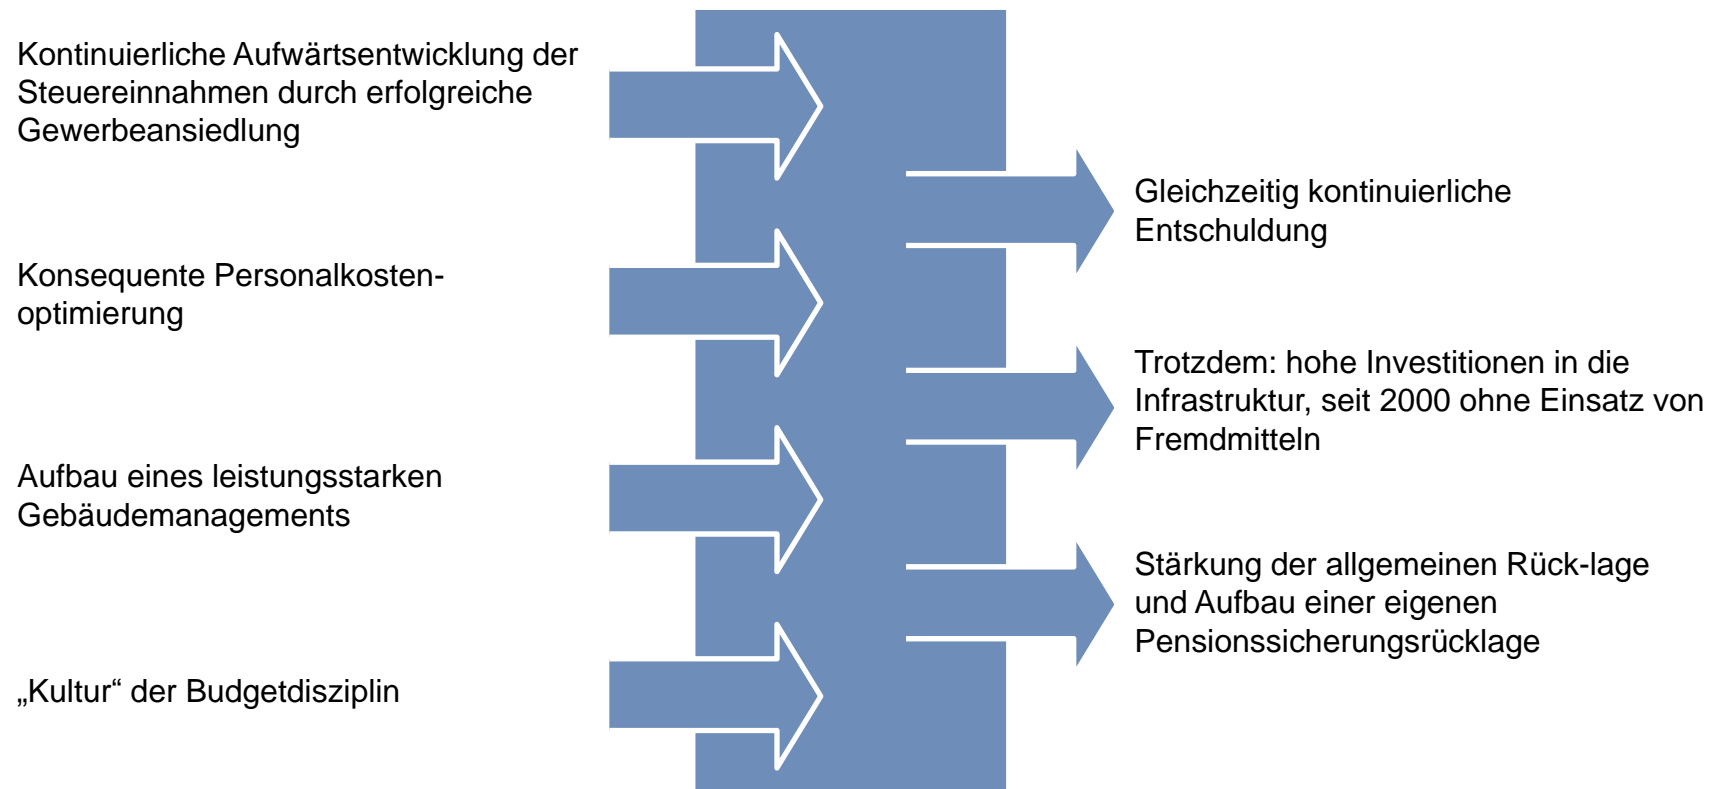 Kontinuierliche Aufwärtsentwicklung der
Steuereinnahmen durch erfolgreiche
Gewerbeansiedlung
Konsequente Personalkosten-
optimierung
Aufbau eines leistungsstarken
Gebäudemanagements
„Kultur“ der Budgetdisziplin
Gleichzeitig kontinuierliche
Entschuldung
Trotzdem: hohe Investitionen in die
Infrastruktur, seit 2000 ohne Einsatz von
Fremdmitteln
Stärkung der allgemeinen Rück-lage
und Aufbau einer eigenen
Pensionssicherungsrücklage